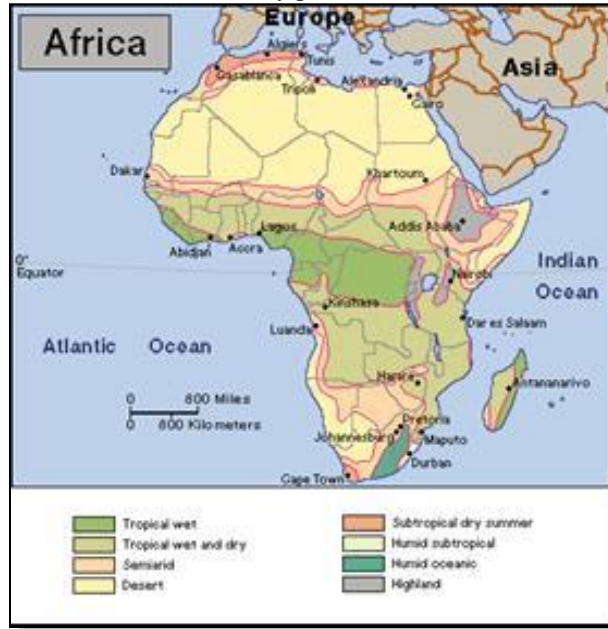 Europe
Africa
Asia
Algiers
Tunis
Casablanca
Tripoli
Alexandria
Cairo
Dakar
Khartoum
Addis Ababa
Lagos
Abidjan
Accra
0°
Equator
Nairobi
Indian
Ocean
Kinshasa
Luanda
Dar es Salaam
Atlantic Ocean
Harare
Antananarivo
0 800 Miles
0 800 Kilometers
Pretoria
Johannesburg
Maputo
Durban
Cape Town
Tropical wet
Tropical wet and dry
Semiarid
Desert
Subtropical dry summer
Humid subtropical
Humid oceanic
Highland